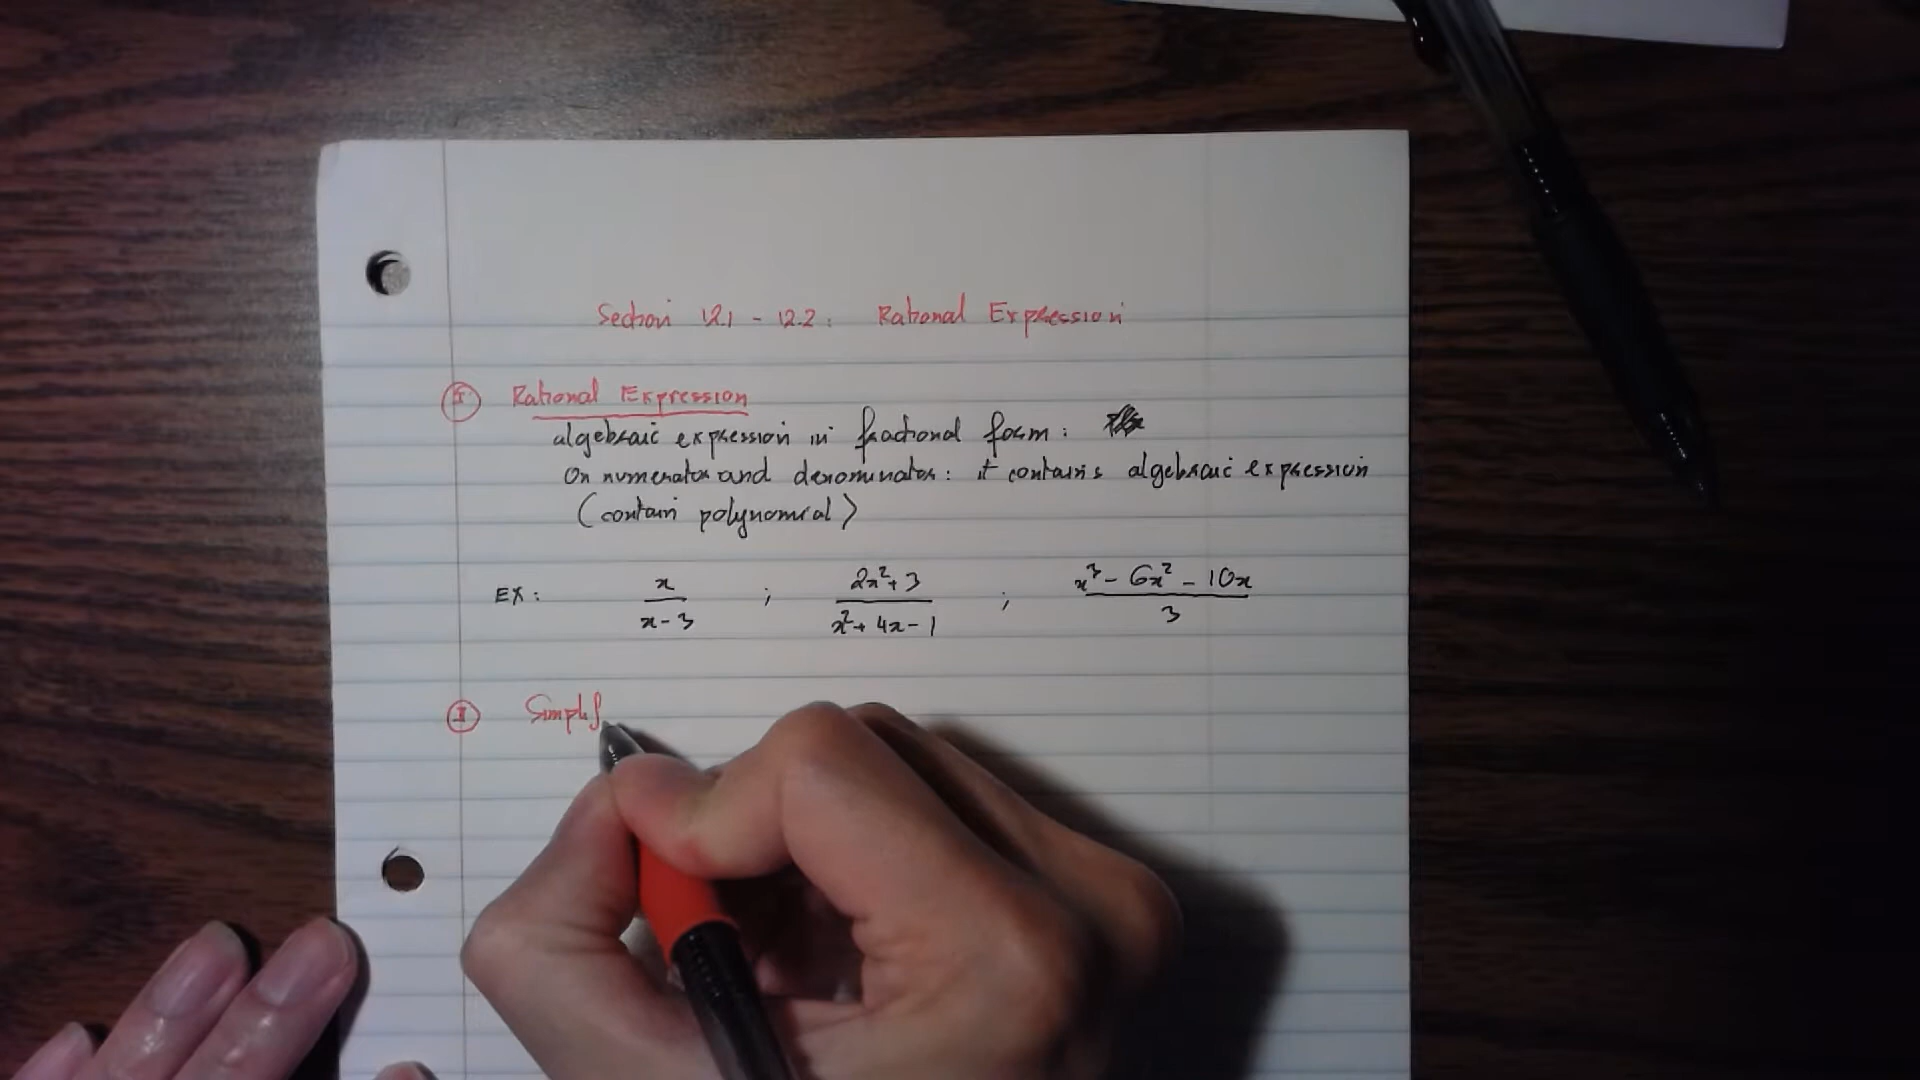 Section 12.1 - 12.2: Rational Expression
I Rational Expression
algebraic expression in fractional form:
On numerator and denominator: it contains algebraic expression
(contain polynomial)
EX: x/(x-3) ; (2x²+3)/(x²+4x-1) ; (x³-6x²-10x)/3
II Simplif